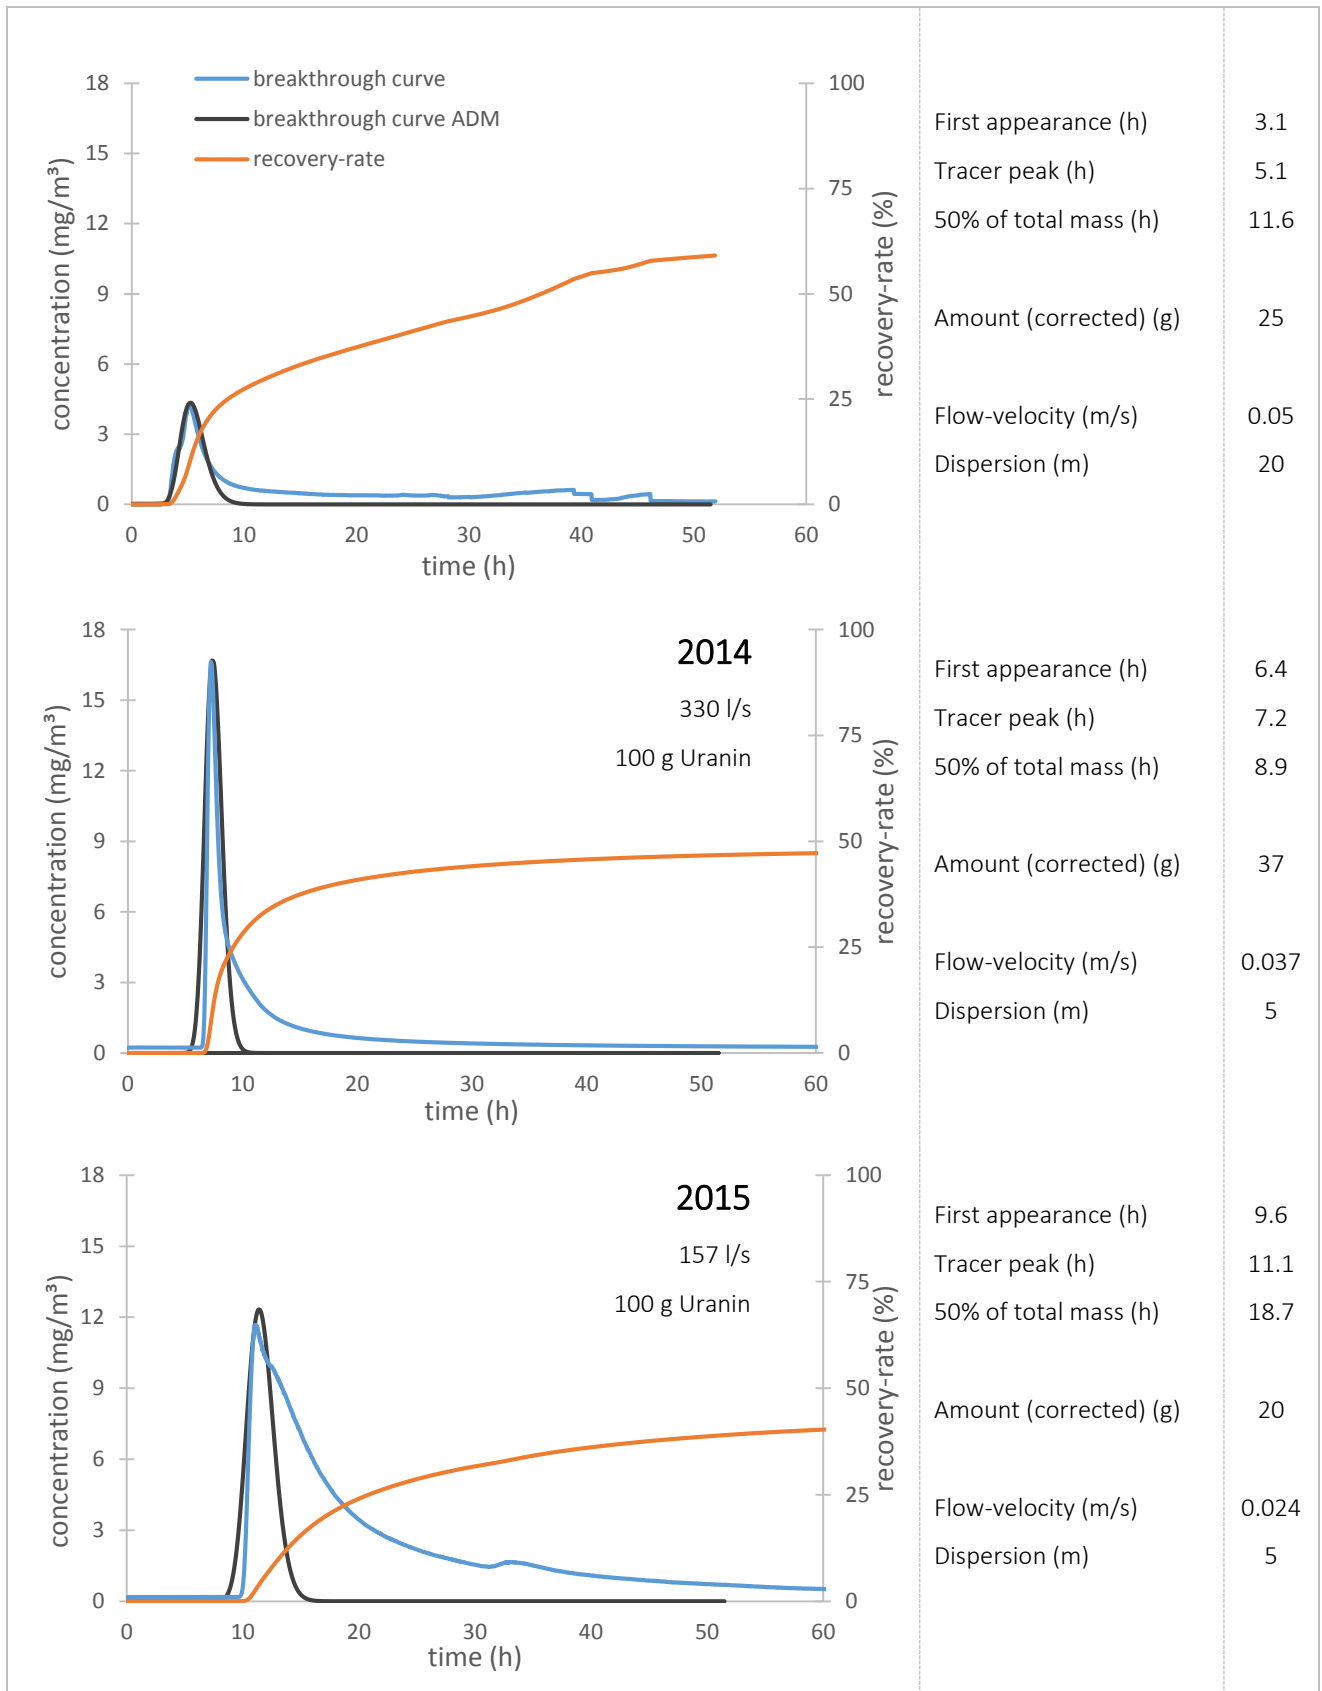 breakthrough curve
breakthrough curve ADM
recovery-rate
18
15
12
9
6
3
0
concentration (mg/m³)
100
75
50
25
0
recovery-rate (%)
0 10 20 30 40 50 60
time (h)
First appearance (h) 3.1
Tracer peak (h) 5.1
50% of total mass (h) 11.6
Amount (corrected) (g) 25
Flow-velocity (m/s) 0.05
Dispersion (m) 20
2014
330 l/s
100 g Uranin
18
15
12
9
6
3
0
concentration (mg/m³)
100
75
50
25
0
recovery-rate (%)
0 10 20 30 40 50 60
time (h)
First appearance (h) 6.4
Tracer peak (h) 7.2
50% of total mass (h) 8.9
Amount (corrected) (g) 37
Flow-velocity (m/s) 0.037
Dispersion (m) 5
2015
157 l/s
100 g Uranin
18
15
12
9
6
3
0
concentration (mg/m³)
100
75
50
25
0
recovery-rate (%)
0 10 20 30 40 50 60
time (h)
First appearance (h) 9.6
Tracer peak (h) 11.1
50% of total mass (h) 18.7
Amount (corrected) (g) 20
Flow-velocity (m/s) 0.024
Dispersion (m) 5